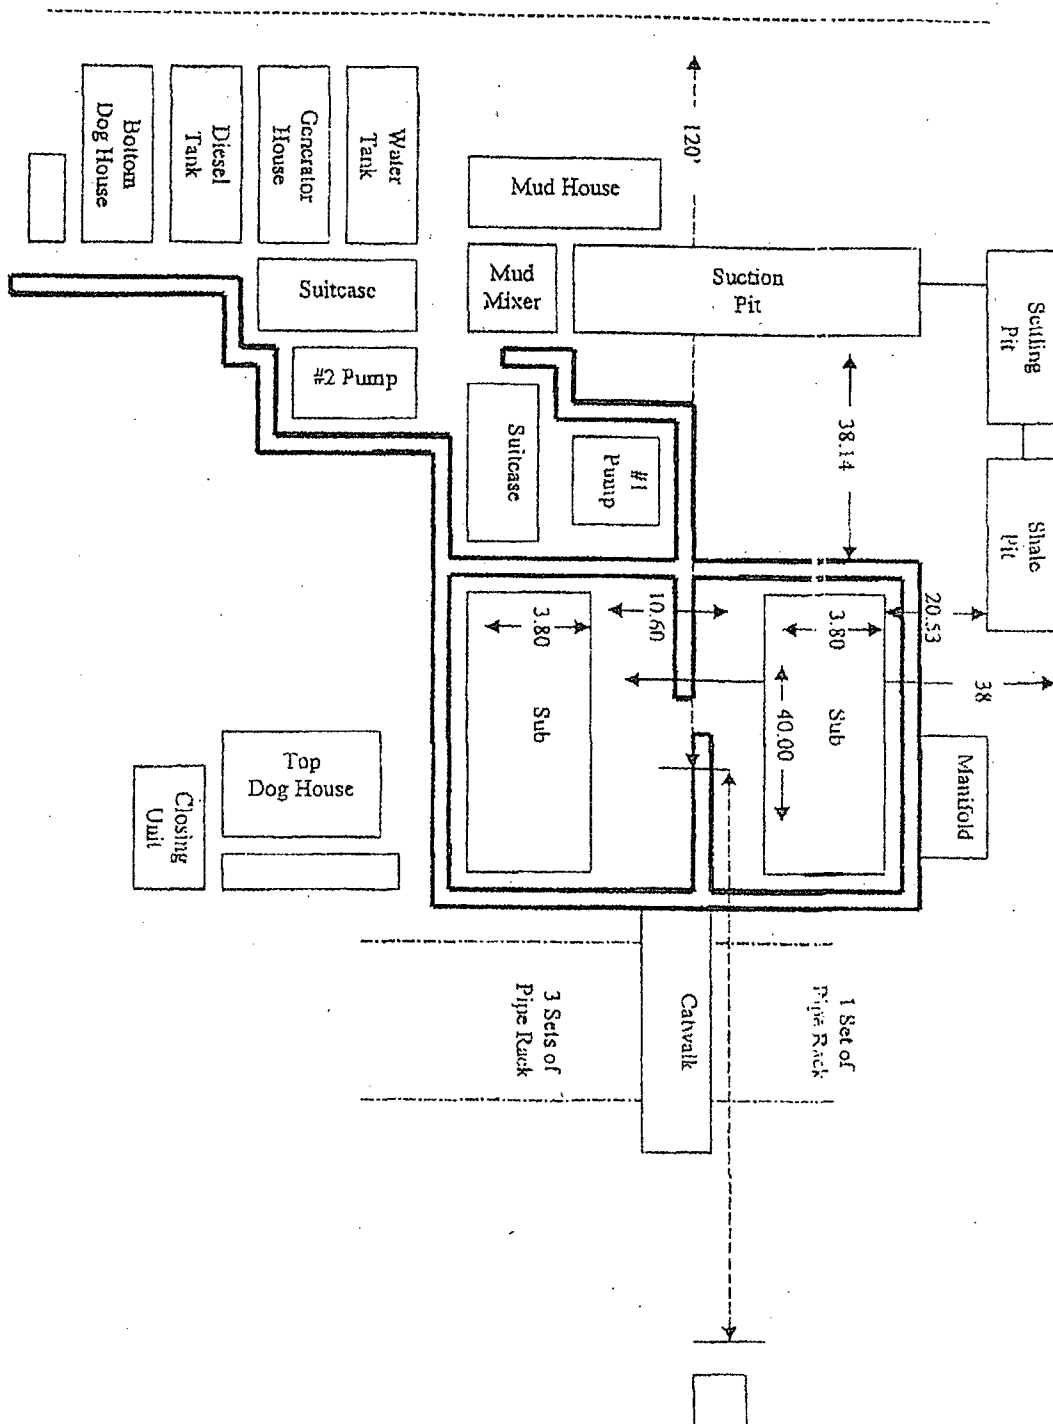 Bottom
Dog House
Diesel
Tank
Generator
House
Water
Tank
120'
Mud House
Suitcase
Mud
Mixer
Suction
Pit
Settling
Pit
#2 Pump
Suitcase
#1
Pump
38.14
Shale
Pit
3.80
10.60
3.80
20.53
38
40.00
Sub
Sub
Manifold
Top
Dog House
Closing
Unit
3 Sets of
Pipe Rack
Catwalk
1 Set of
Pipe Rack